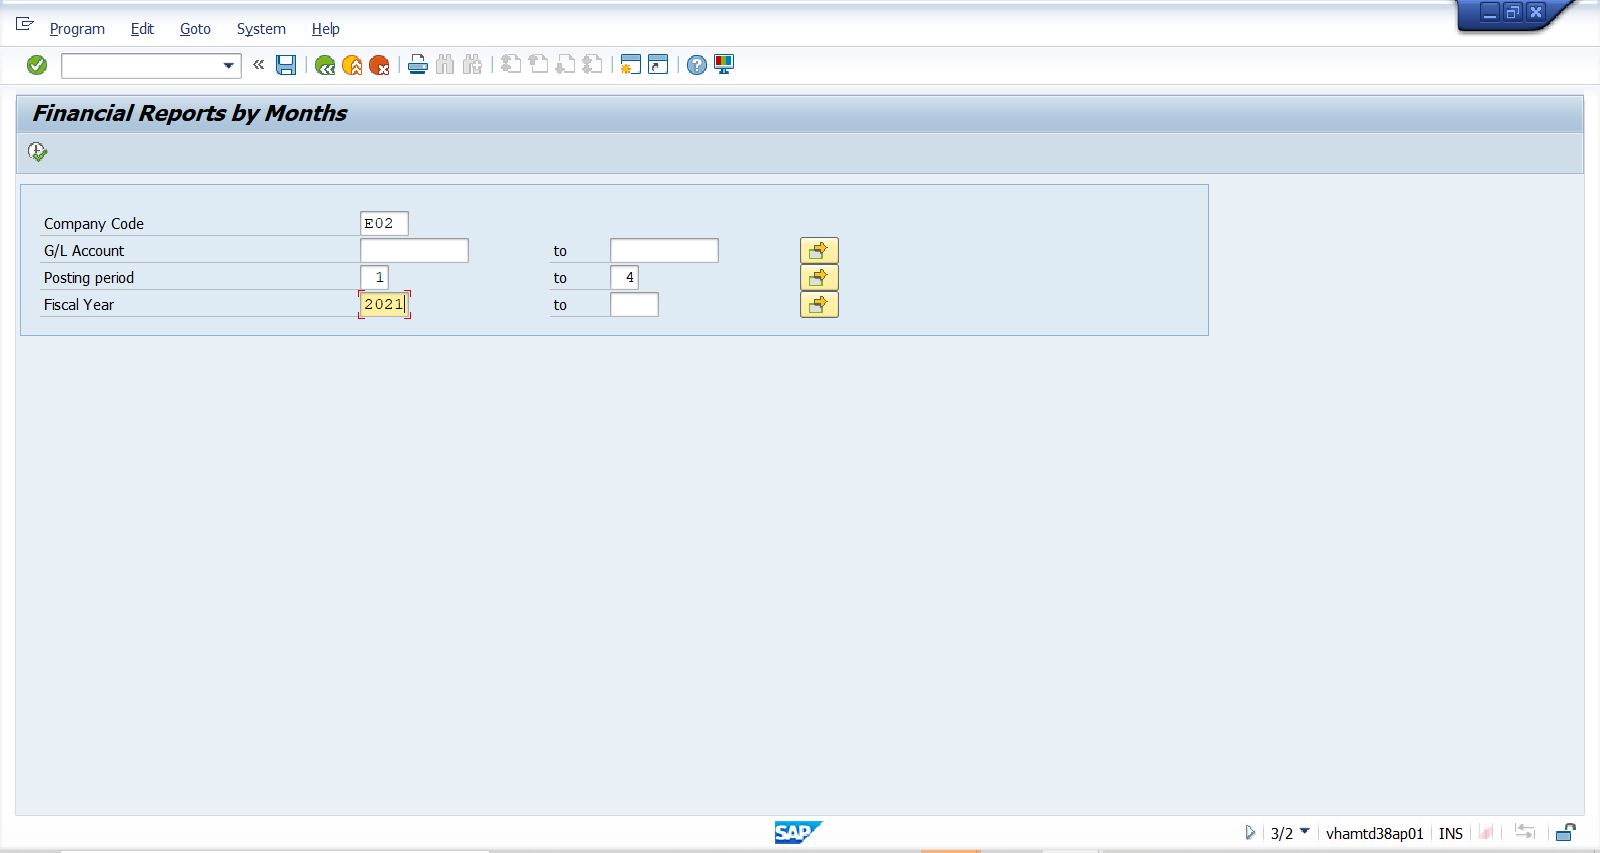 Program Edit Goto System Help
Financial Reports by Months
Company Code E02
G/L Account to
Posting period 1 to 4
Fiscal Year 2021 to
SAP 3/2 vhamtd38ap01 INS